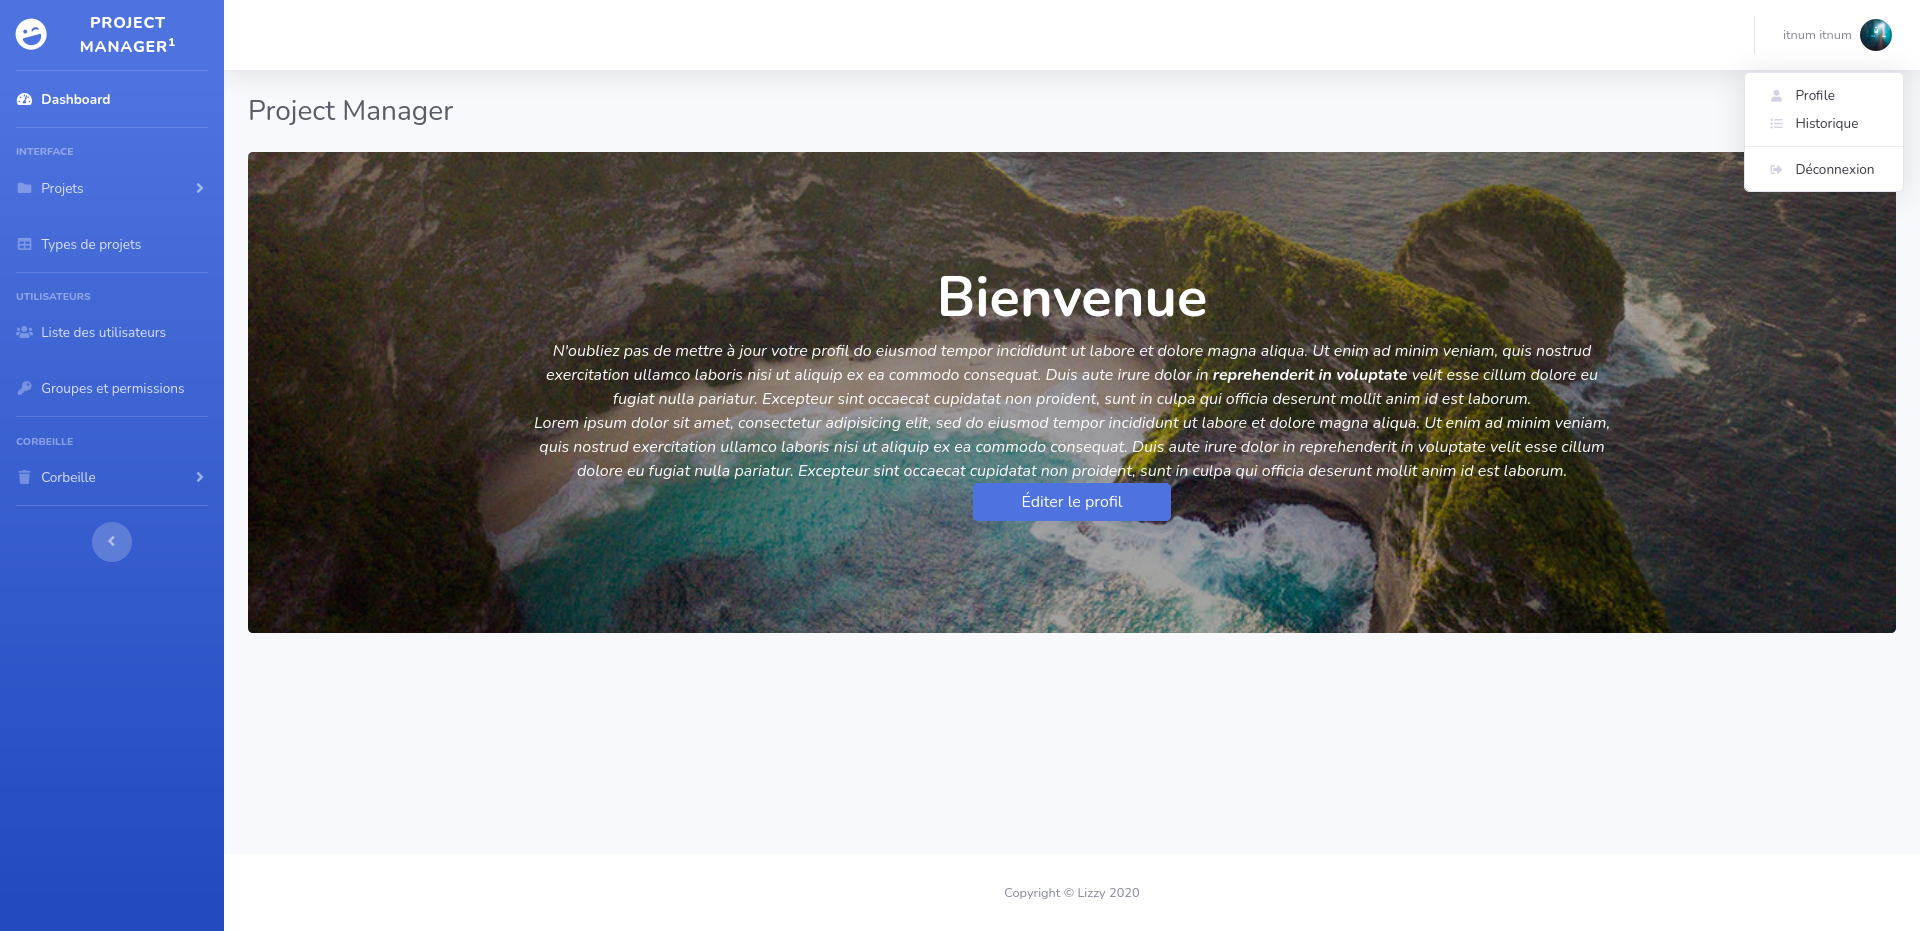 PROJECT
MANAGER1
Dashboard
INTERFACE
Projets
Types de projets
UTILISATEURS
Liste des utilisateurs
Groupes et permissions
CORBEILLE
Corbeille
itnum itnum
Profile
Historique
Déconnexion
Project Manager
Bienvenue
N'oubliez pas de mettre à jour votre profil do eiusmod tempor incididunt ut labore et dolore magna aliqua. Ut enim ad minim veniam, quis nostrud
exercitation ullamco laboris nisi ut aliquip ex ea commodo consequat. Duis aute irure dolor in reprehenderit in voluptate velit esse cillum dolore eu
fugiat nulla pariatur. Excepteur sint occaecat cupidatat non proident, sunt in culpa qui officia deserunt mollit anim id est laborum.
Lorem ipsum dolor sit amet, consectetur adipisicing elit, sed do eiusmod tempor incididunt ut labore et dolore magna aliqua. Ut enim ad minim veniam,
quis nostrud exercitation ullamco laboris nisi ut aliquip ex ea commodo consequat. Duis aute irure dolor in reprehenderit in voluptate velit esse cillum
dolore eu fugiat nulla pariatur. Excepteur sint occaecat cupidatat non proident, sunt in culpa qui officia deserunt mollit anim id est laborum.
Éditer le profil
Copyright © Lizzy 2020